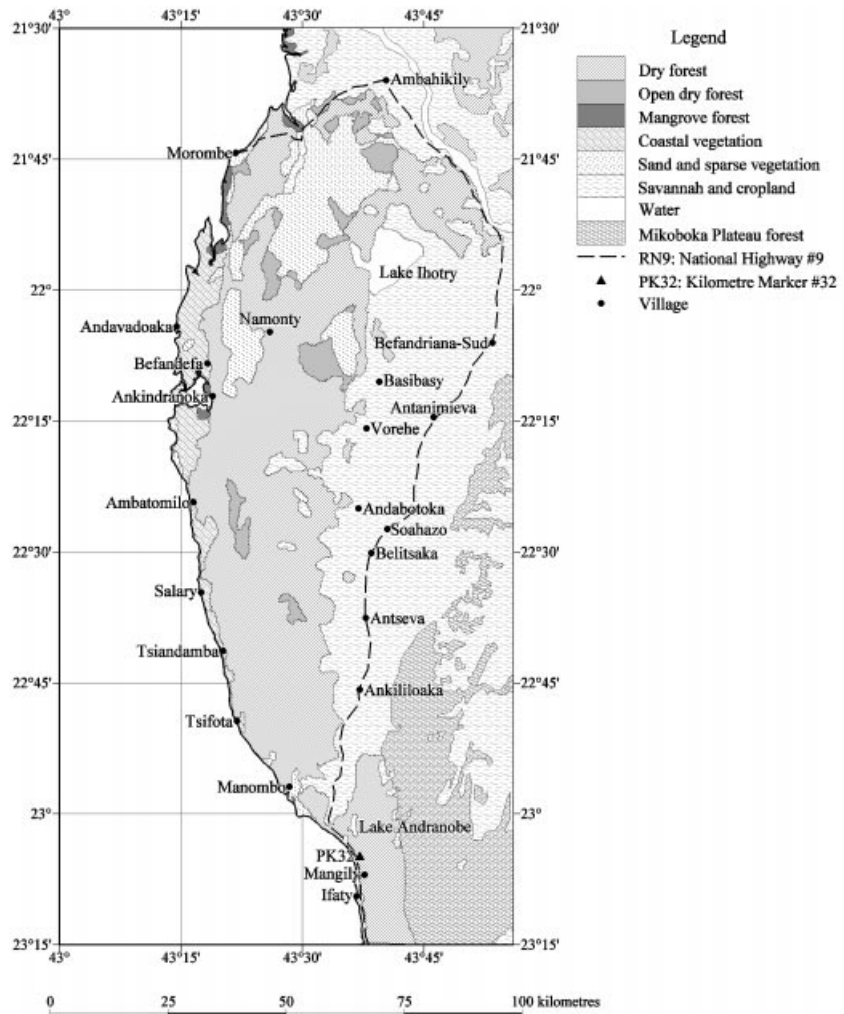 43°
43°15'
43°30'
43°45'
21°30'
21°30'
Legend
Dry forest
Open dry forest
Mangrove forest
Coastal vegetation
Sand and sparse vegetation
Savannah and cropland
Water
Mikoboka Plateau forest
RN9: National Highway #9
PK32: Kilometre Marker #32
Village
Ambahikily
21°45'
21°45'
Morombe
Lake Ihotry
22°
22°
Namonty
Andavadoaka
Befandriana-Sud
Befandefa
Basibasy
Ankindranoka
Antanimieva
22°15'
22°15'
Vorehe
Ambatomilo
Andabotoka
Soahazo
22°30'
22°30'
Belitsaka
Salary
Antseva
Tsiandamba
22°45'
22°45'
Ankililoaka
Tsifota
Manombo
23°
23°
Lake Andranobe
PK32
Mangily
Ifaty
23°15'
23°15'
43°
43°15'
43°30'
43°45'
0
25
50
75
100 kilometres